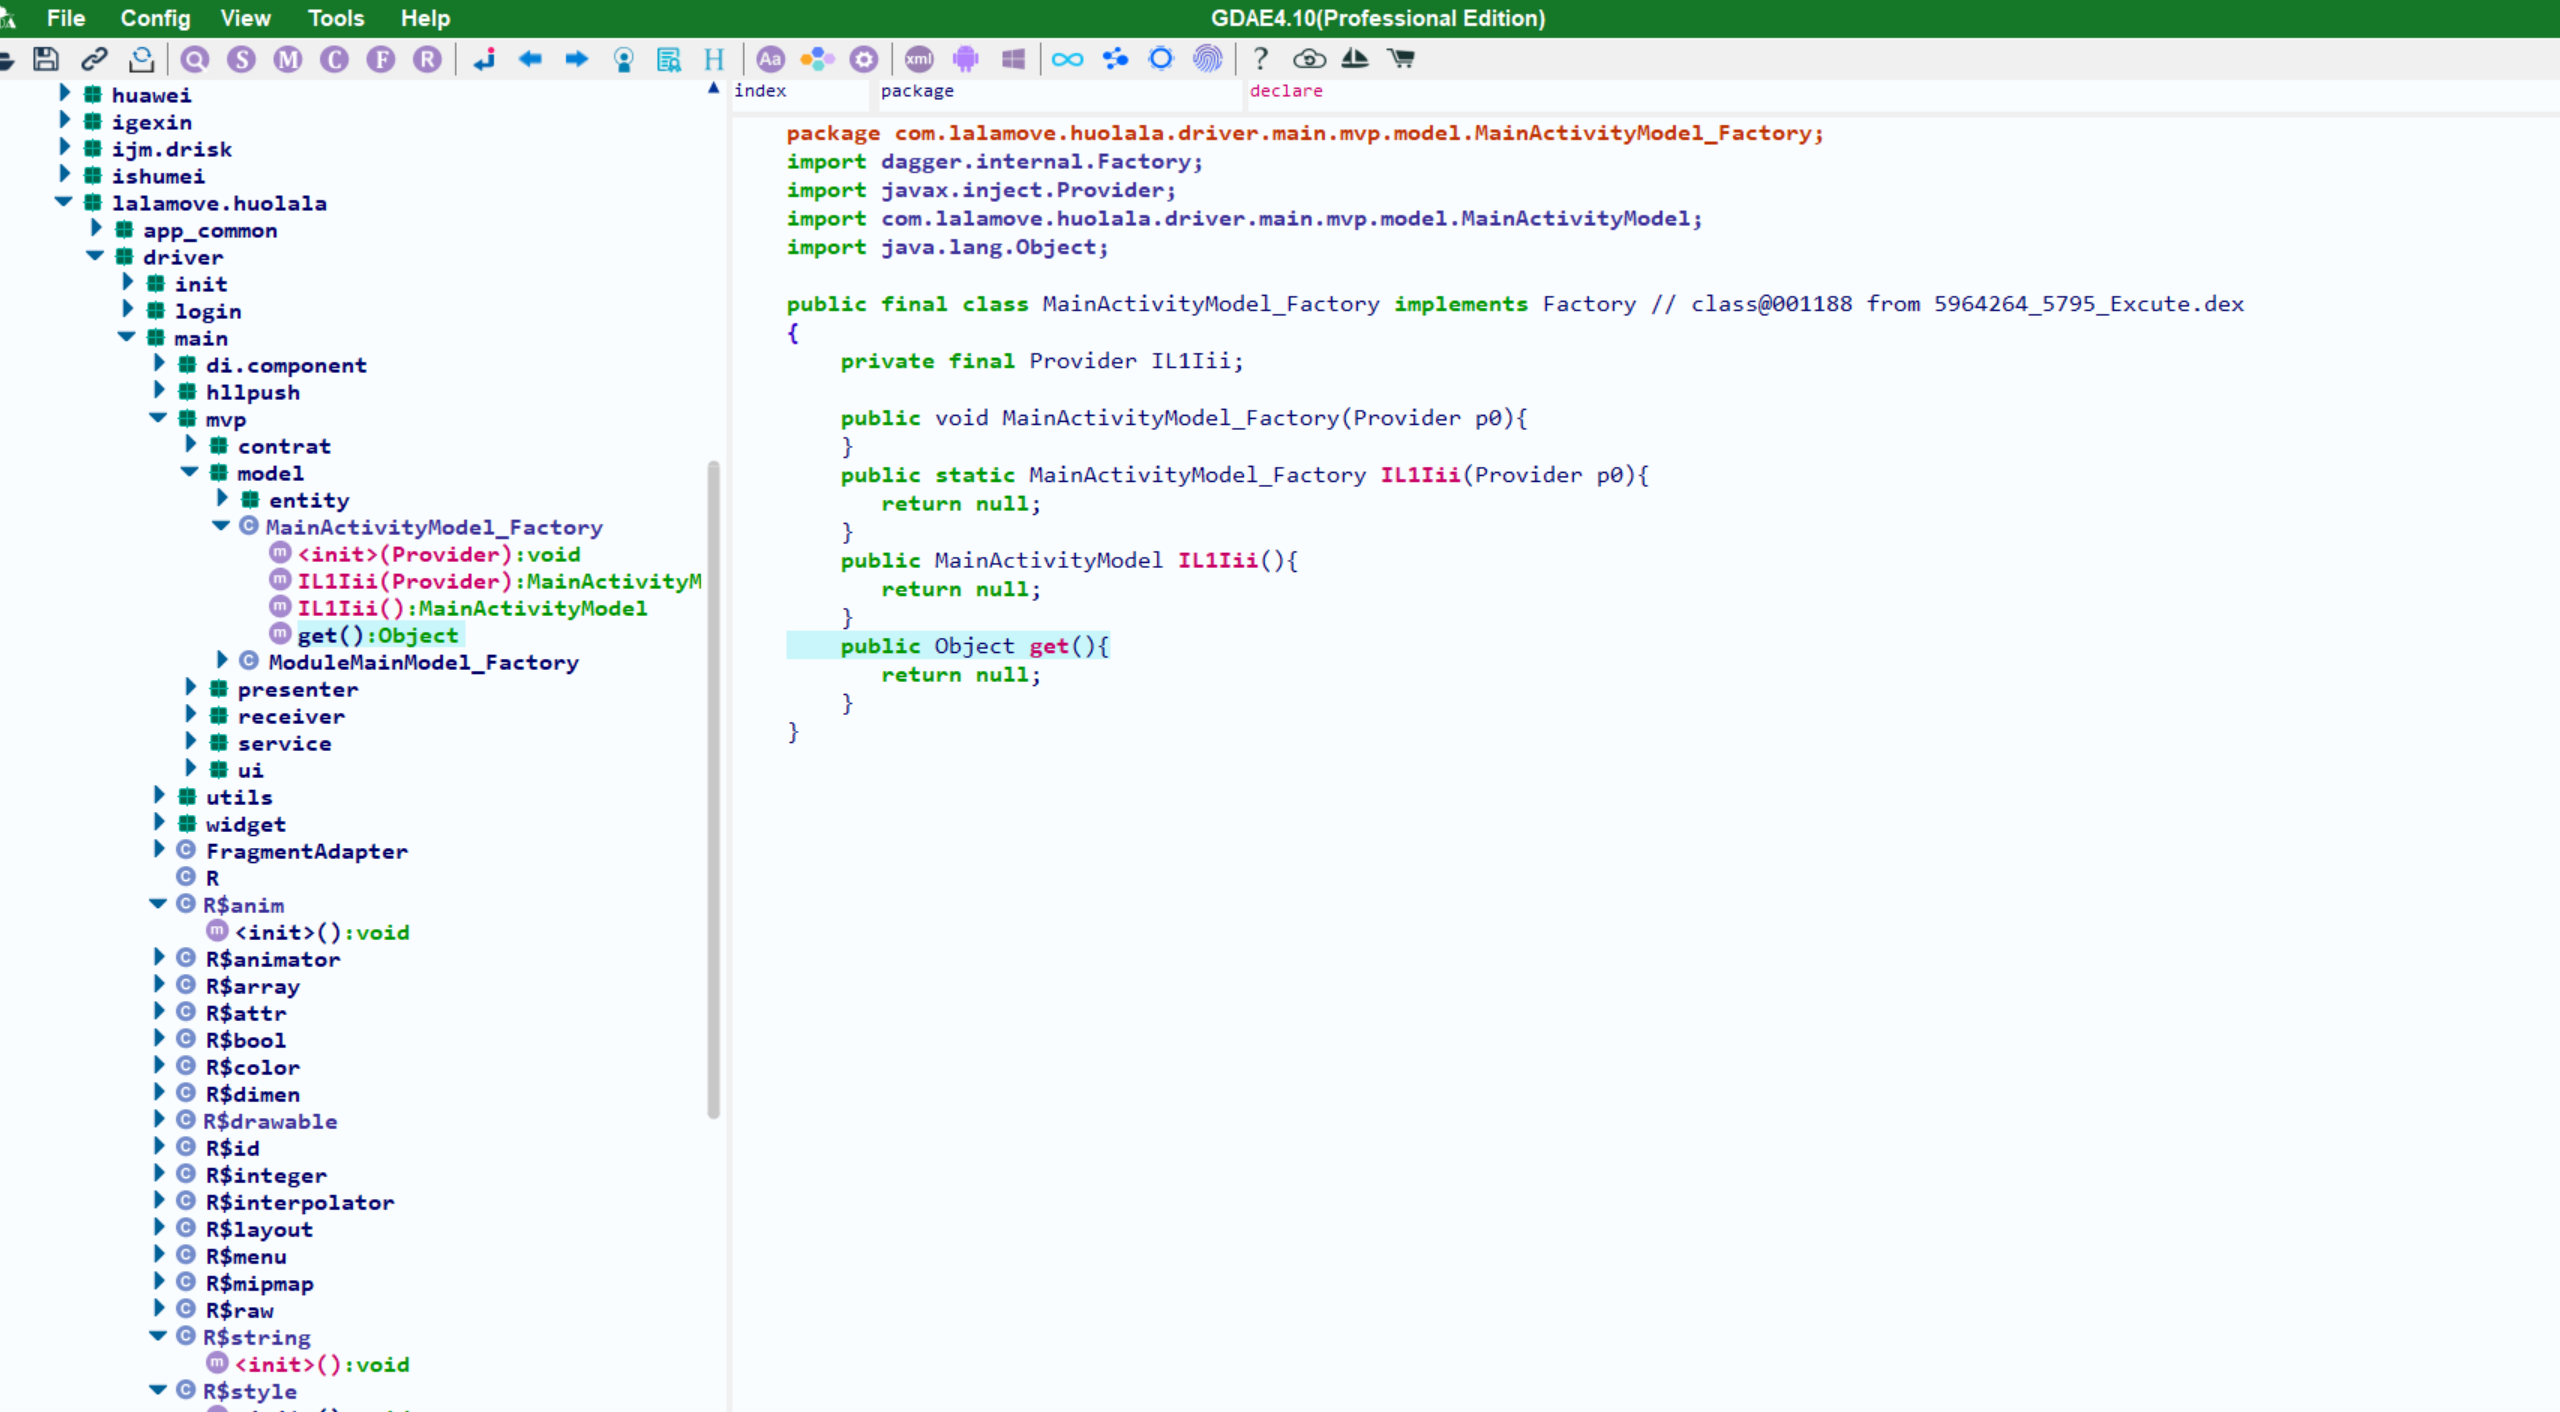 File Config View Tools Help
GDAE4.10(Professional Edition)
Q S M C F R H Aa xml ?
huawei
igexin
ijm.drisk
ishumei
lalamove.huolala
app_common
driver
init
login
main
di.component
hllpush
mvp
contrat
model
entity
MainActivityModel_Factory
<init>(Provider):void
IL1Iii(Provider):MainActivityM
IL1Iii():MainActivityModel
get():Object
ModuleMainModel_Factory
presenter
receiver
service
ui
utils
widget
FragmentAdapter
R
R$anim
<init>():void
R$animator
R$array
R$attr
R$bool
R$color
R$dimen
R$drawable
R$id
R$integer
R$interpolator
R$layout
R$menu
R$mipmap
R$raw
R$string
<init>():void
R$style
index package declare
package com.lalamove.huolala.driver.main.mvp.model.MainActivityModel_Factory;
import dagger.internal.Factory;
import javax.inject.Provider;
import com.lalamove.huolala.driver.main.mvp.model.MainActivityModel;
import java.lang.Object;
public final class MainActivityModel_Factory implements Factory // class@001188 from 5964264_5795_Excute.dex
{
private final Provider IL1Iii;
public void MainActivityModel_Factory(Provider p0){
}
public static MainActivityModel_Factory IL1Iii(Provider p0){
return null;
}
public MainActivityModel IL1Iii(){
return null;
}
public Object get(){
return null;
}
}